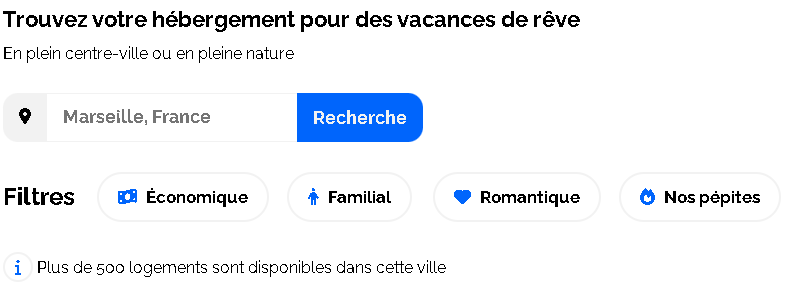 Trouvez votre hébergement pour des vacances de rêve
En plein centre-ville ou en pleine nature
Marseille, France Recherche
Filtres Économique Familial Romantique Nos pépites
Plus de 500 logements sont disponibles dans cette ville